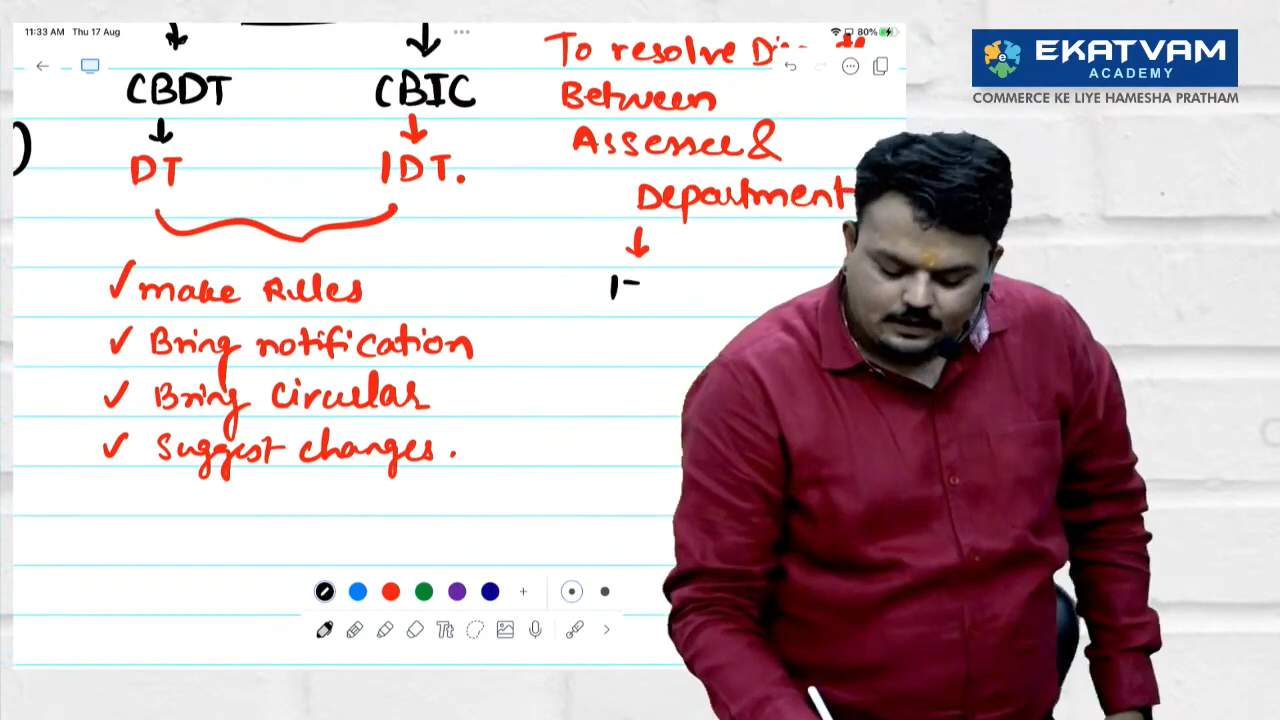 11:33 AM Thu 17 Aug
80%
EKATVAM
ACADEMY
COMMERCE KE LIYE HAMESHA PRATHAM
CBDT
CBIC
DT
IDT.
✓ make Rules
✓ Bring notification
✓ Bring circular
✓ Suggest changes.
To resolve
Between
Assessee &
Department
Tt